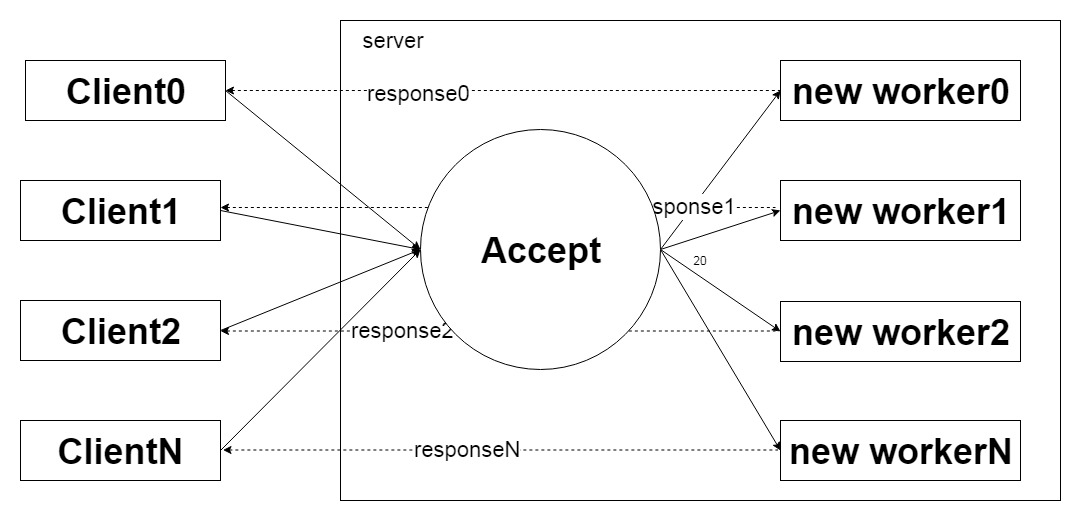 server
Client0
response0
new worker0
Client1
sponse1
new worker1
Accept
20
Client2
response2
new worker2
ClientN
responseN
new workerN